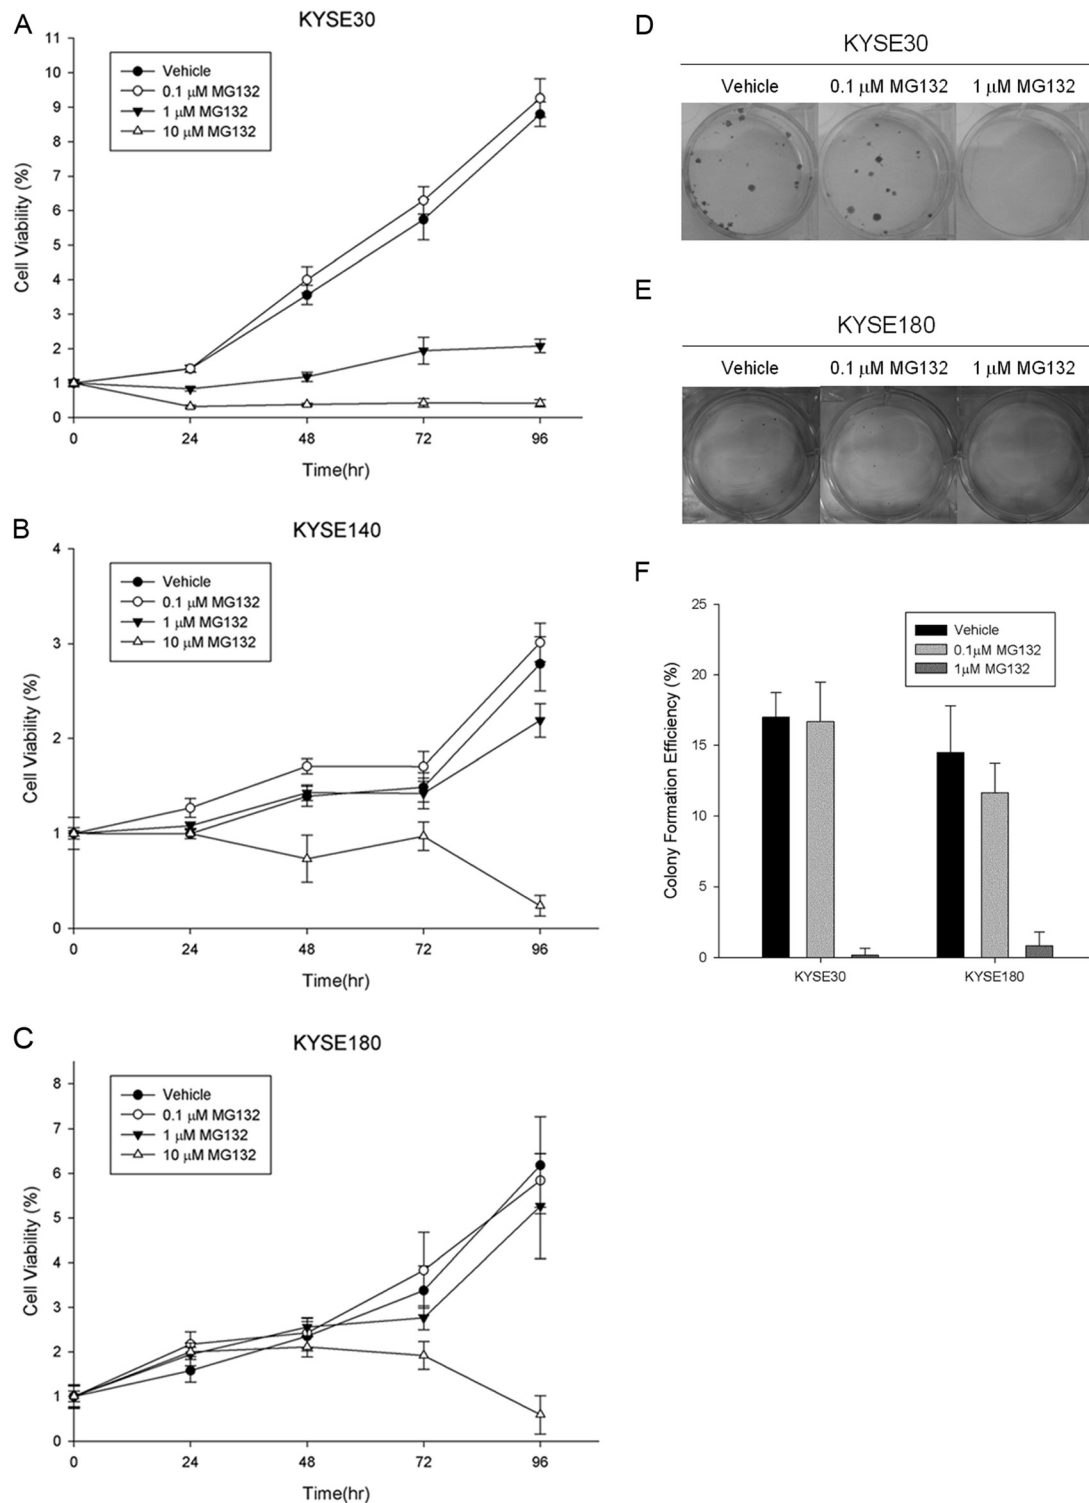 A
KYSE30
11
10
9
8
7
6
5
4
3
2
1
0
Cell Viability (%)
Vehicle
0.1 μM MG132
1 μM MG132
10 μM MG132
0 24 48 72 96
Time(hr)
B
KYSE140
4
3
2
1
0
Cell Viability (%)
Vehicle
0.1 μM MG132
1 μM MG132
10 μM MG132
0 24 48 72 96
Time(hr)
C
KYSE180
8
7
6
5
4
3
2
1
0
Cell Viability (%)
Vehicle
0.1 μM MG132
1 μM MG132
10 μM MG132
0 24 48 72 96
Time(hr)
D
KYSE30
Vehicle 0.1 μM MG132 1 μM MG132
E
KYSE180
Vehicle 0.1 μM MG132 1 μM MG132
F
25
20
15
10
5
0
Colony Formation Efficiency (%)
Vehicle
0.1μM MG132
1μM MG132
KYSE30 KYSE180